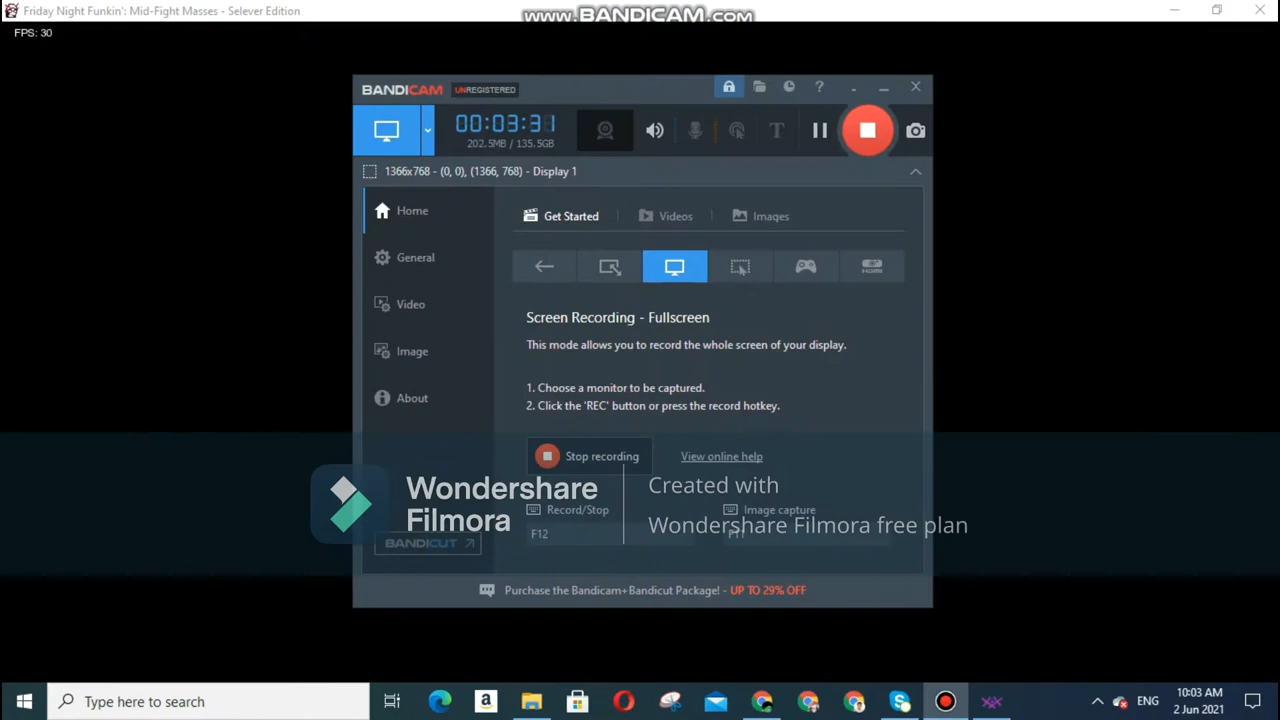 Friday Night Funkin': Mid-Fight Masses - Selever Edition
www.BANDICAM.com
FPS: 30
BANDICAM UNREGISTERED
00:03:31
202.5MB / 135.5GB
1366x768 - (0, 0), (1366, 768) - Display 1
Home
General
Video
Image
About
Get Started
Videos
Images
HDMI
Screen Recording - Fullscreen
This mode allows you to record the whole screen of your display.
1. Choose a monitor to be captured.
2. Click the 'REC' button or press the record hotkey.
Stop recording
View online help
Wondershare
Filmora
Created with
Wondershare Filmora free plan
Record/Stop
Image capture
F12
F11
BANDICUT
Purchase the Bandicam+Bandicut Package! - UP TO 29% OFF
Type here to search
ENG
10:03 AM
2 Jun 2021